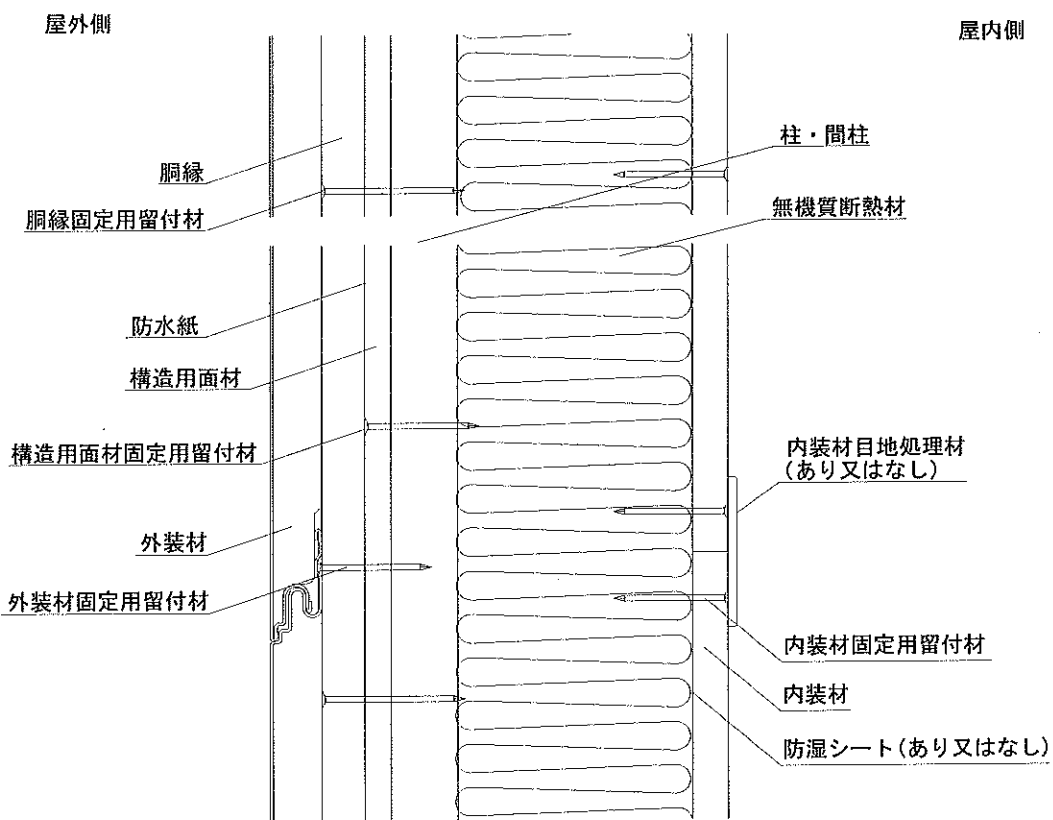 屋外側
屋内側
胴縁
胴縁固定用留付材
防水紙
構造用面材
構造用面材固定用留付材
外装材
外装材固定用留付材
柱・間柱
無機質断熱材
内装材目地処理材
(あり又はなし)
内装材固定用留付材
内装材
防湿シート(あり又はなし)